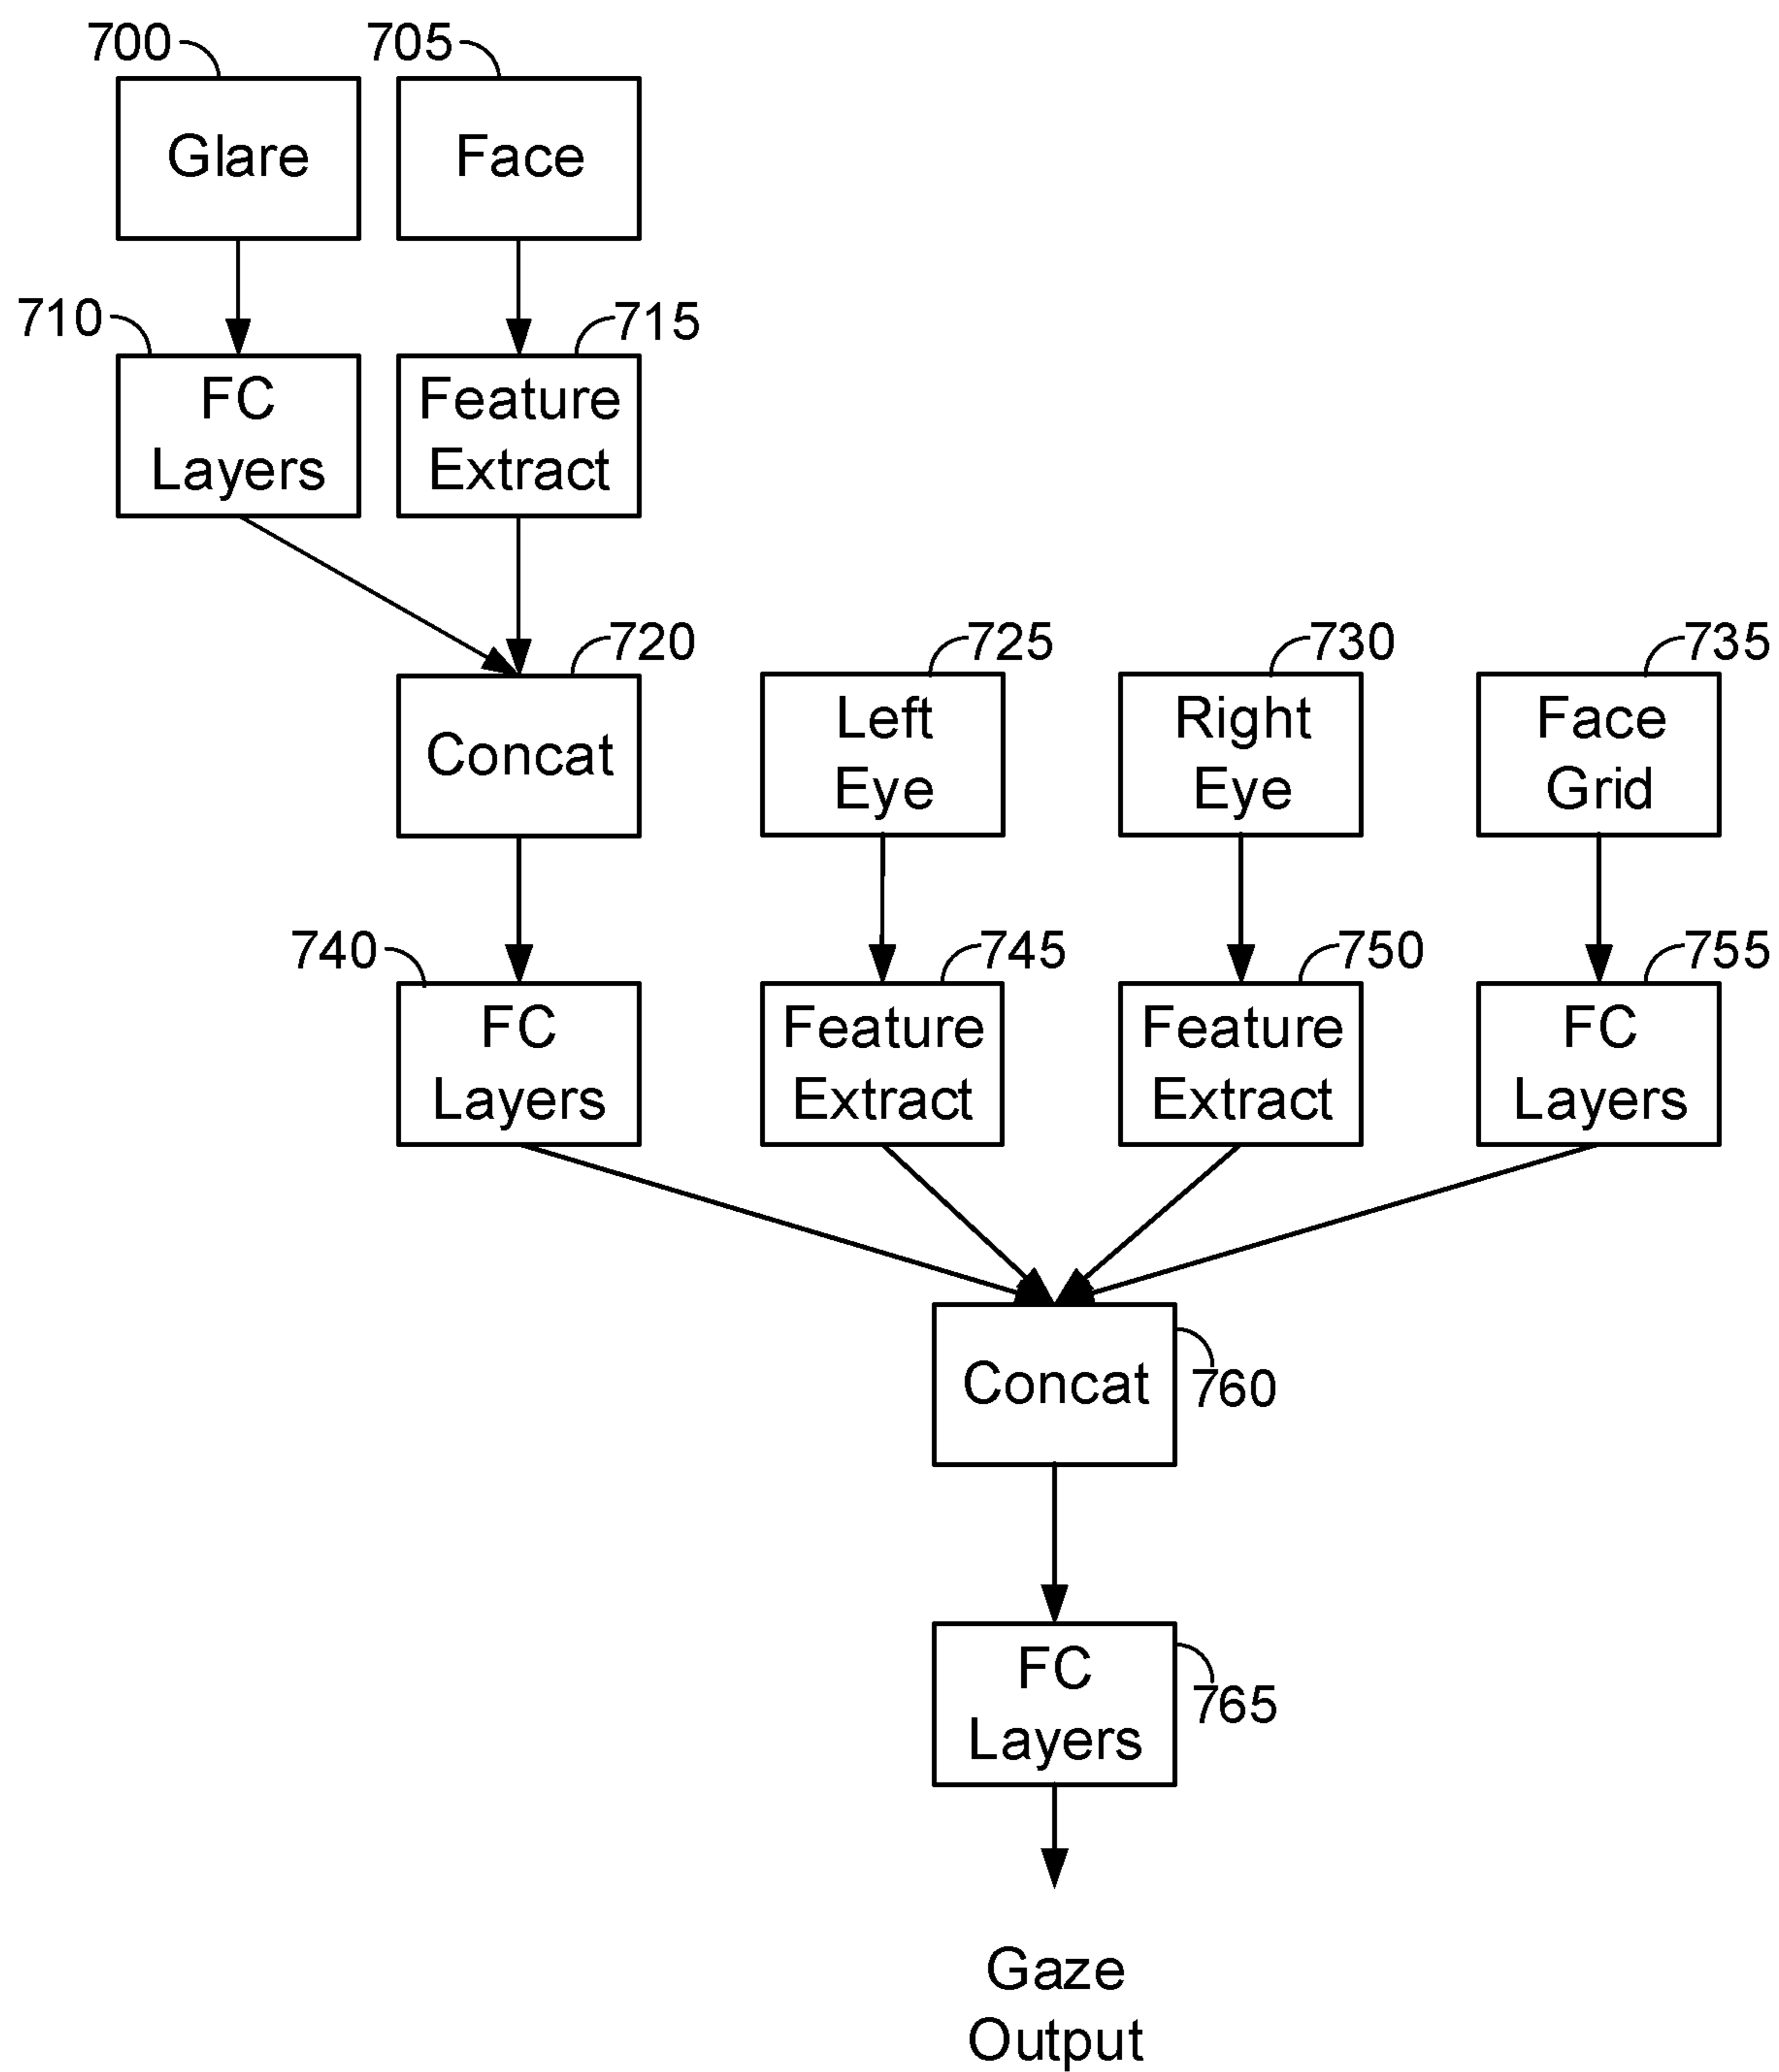 700
705
Glare
Face
710
715
FC
Layers
Feature
Extract
720
725
730
735
Concat
Left
Eye
Right
Eye
Face
Grid
740
745
750
755
FC
Layers
Feature
Extract
Feature
Extract
FC
Layers
Concat
760
FC
Layers
765
Gaze
Output